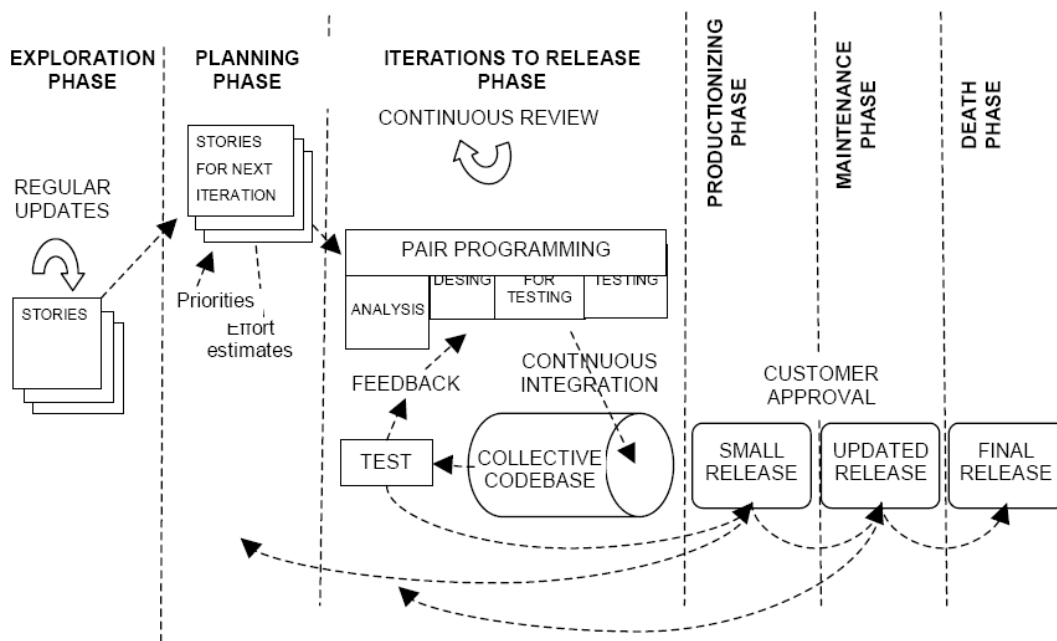 EXPLORATION
PHASE
PLANNING
PHASE
ITERATIONS TO RELEASE
PHASE
PRODUCTIONIZING
PHASE
MAINTENANCE
PHASE
DEATH
PHASE
CONTINUOUS REVIEW
REGULAR
UPDATES
STORIES
FOR NEXT
ITERATION
PAIR PROGRAMMING
ANALYSIS
DESING
FOR
TESTING
TESTING
STORIES
Priorities
Effort
estimates
FEEDBACK
CONTINUOUS
INTEGRATION
CUSTOMER
APPROVAL
TEST
COLLECTIVE
CODEBASE
SMALL
RELEASE
UPDATED
RELEASE
FINAL
RELEASE